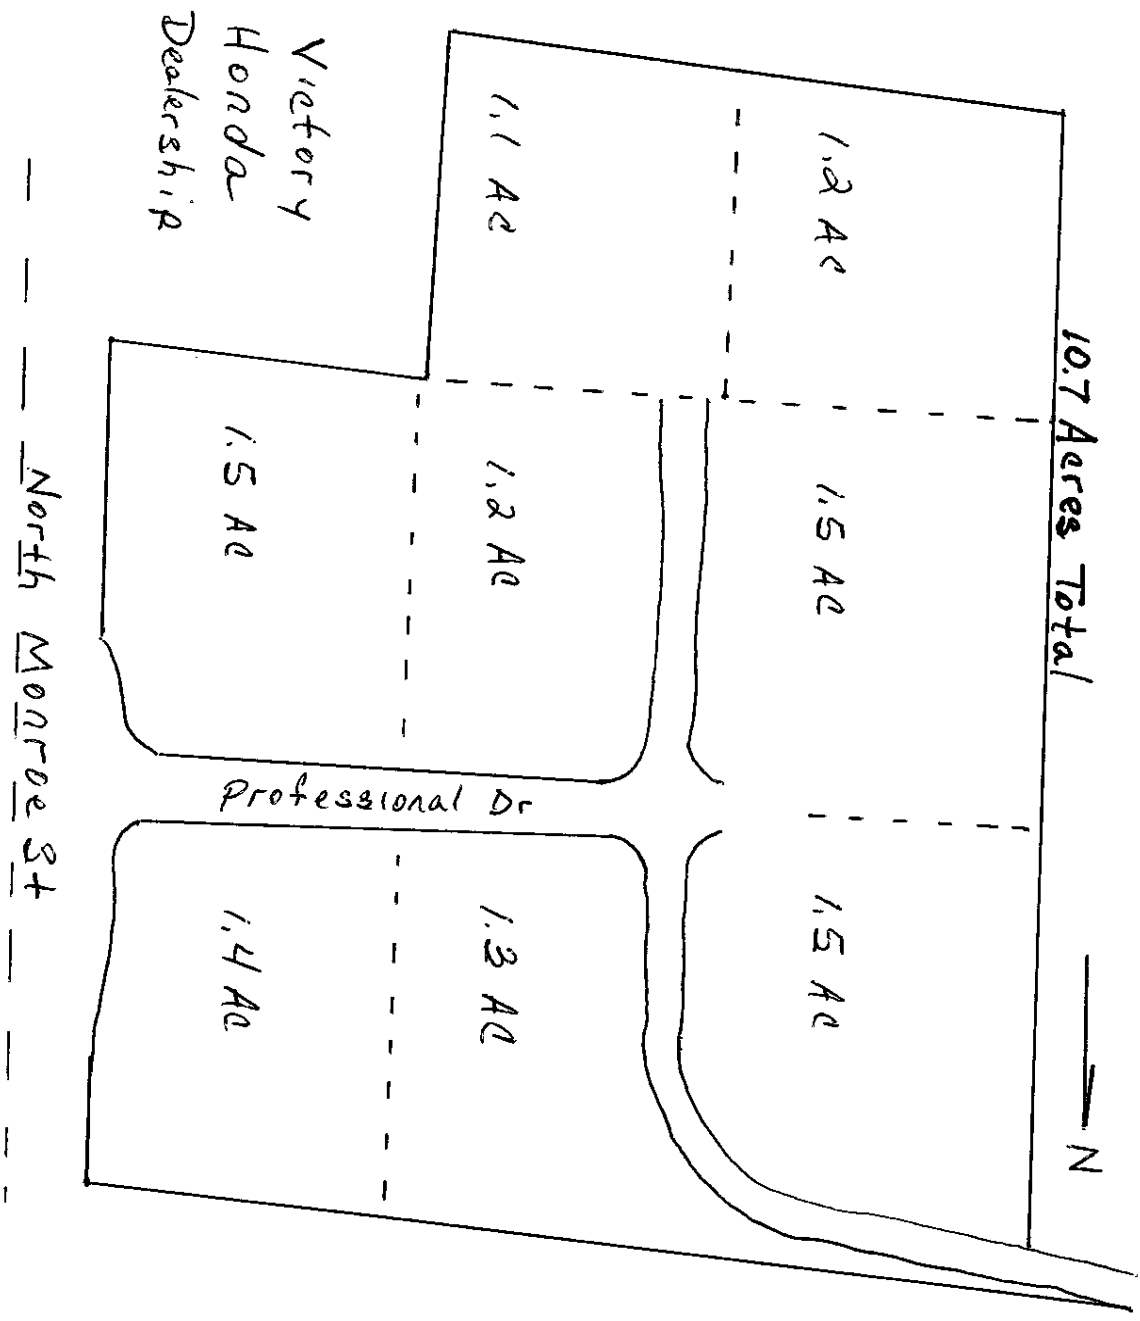 Victory
Honda
Dealership
1.1 Ac
1.2 Ac
10.7 Acres Total
1.5 Ac
1.2 Ac
1.5 Ac
North Monroe St
Professional Dr
1.4 Ac
1.3 Ac
1.5 Ac
N